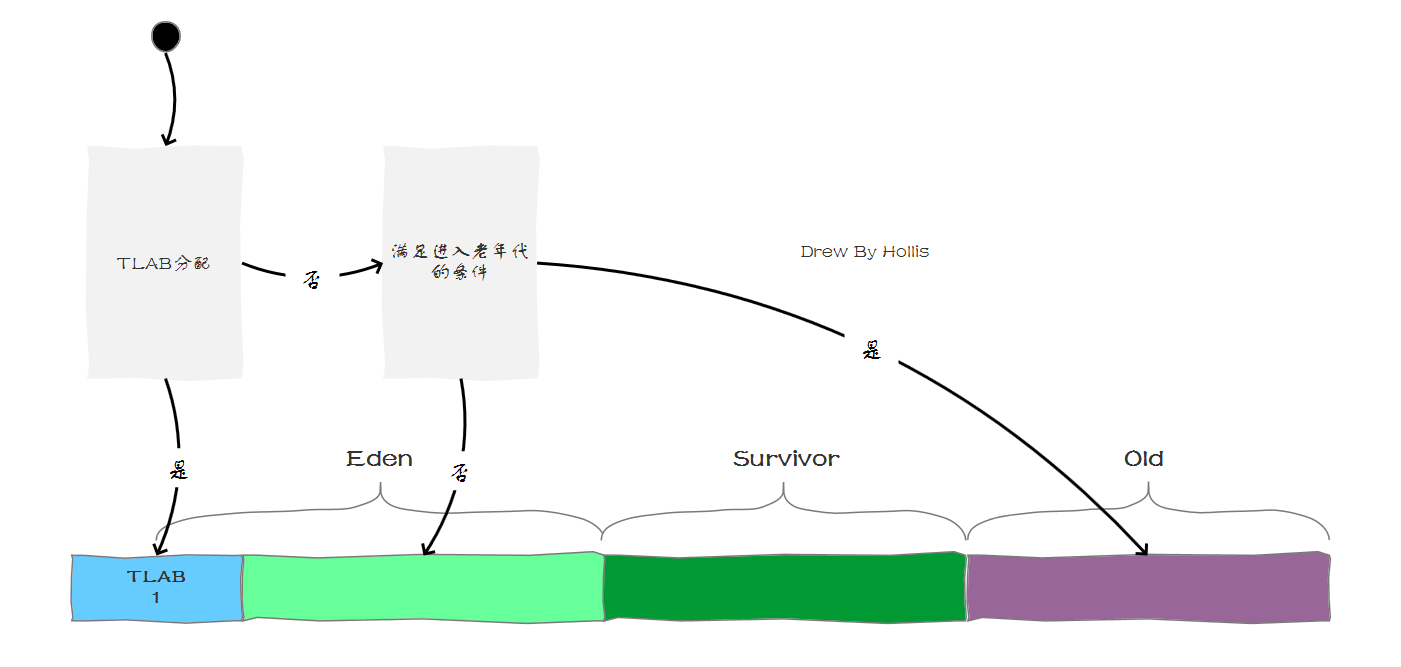 TLAB分配
否
满足进入老年代
的条件
Drew By Hollis
是
是
否
Eden
Survivor
Old
TLAB
1